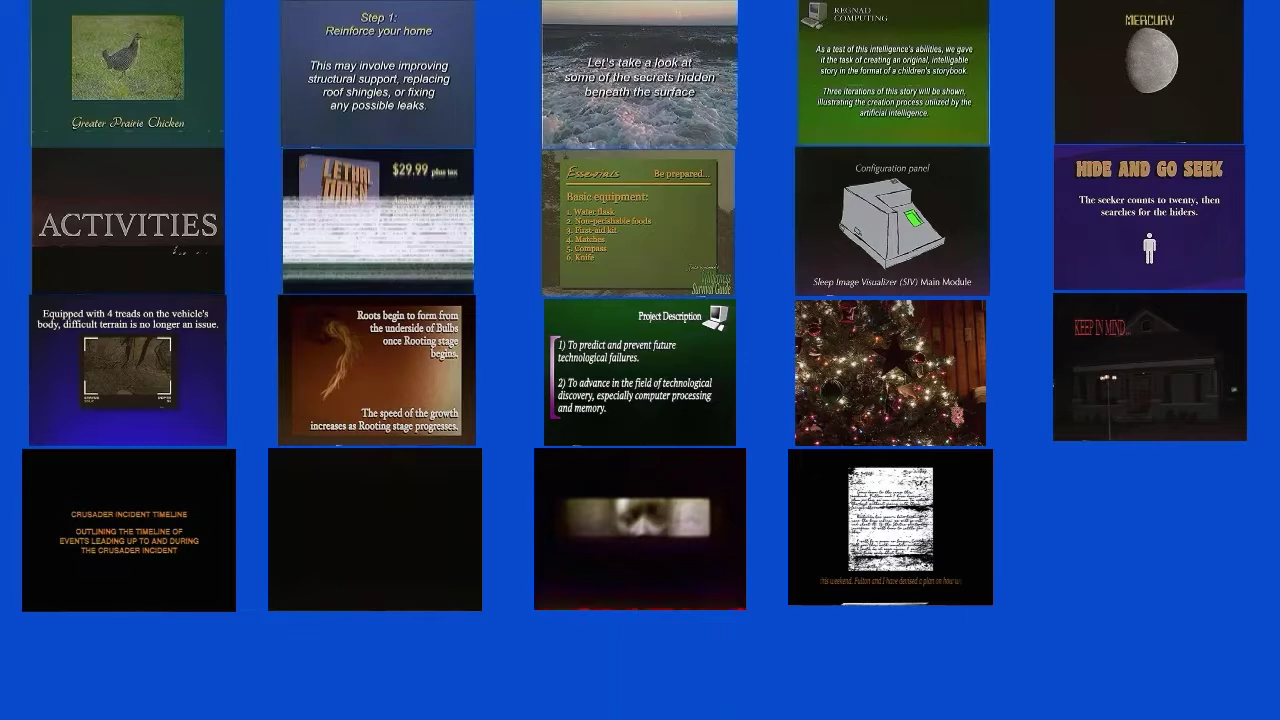 Greater Prairie Chicken
Step 1:
Reinforce your home
This may involve improving
structural support, replacing
roof shingles, or fixing
any possible leaks.
Let's take a look at
some of the secrets hidden
beneath the surface
REGNAD
COMPUTING
As a test of this intelligence's abilities, we gave
it the task of creating an original, intelligable
story in the format of a children's storybook.
Three iterations of this story will be shown,
illustrating the creation process utilized by the
artificial intelligence.
MERCURY
ACTIVITIES
LETHAL
OMEN
$29.99 plus tax
Essentials
Be prepared...
Basic equipment:
1. Water flask
2. Non-perishable foods
3. First-aid kit
4. Matches
5. Compass
6. Knife
Wilderness
Survival Guide
Configuration panel
Sleep Image Visualizer (SIV) Main Module
HIDE AND GO SEEK
The seeker counts to twenty, then
searches for the hiders.
Equipped with 4 treads on the vehicle's
body, difficult terrain is no longer an issue.
Roots begin to form from
the underside of Bulbs
once Rooting stage
begins.
The speed of the growth
increases as Rooting stage progresses.
Project Description
1) To predict and prevent future
technological failures.
2) To advance in the field of technological
discovery, especially computer processing
and memory.
KEEP IN MIND...
CRUSADER INCIDENT TIMELINE
OUTLINING THE TIMELINE OF
EVENTS LEADING UP TO AND DURING
THE CRUSADER INCIDENT
this weekend. Fulton and I have devised a plan on how we